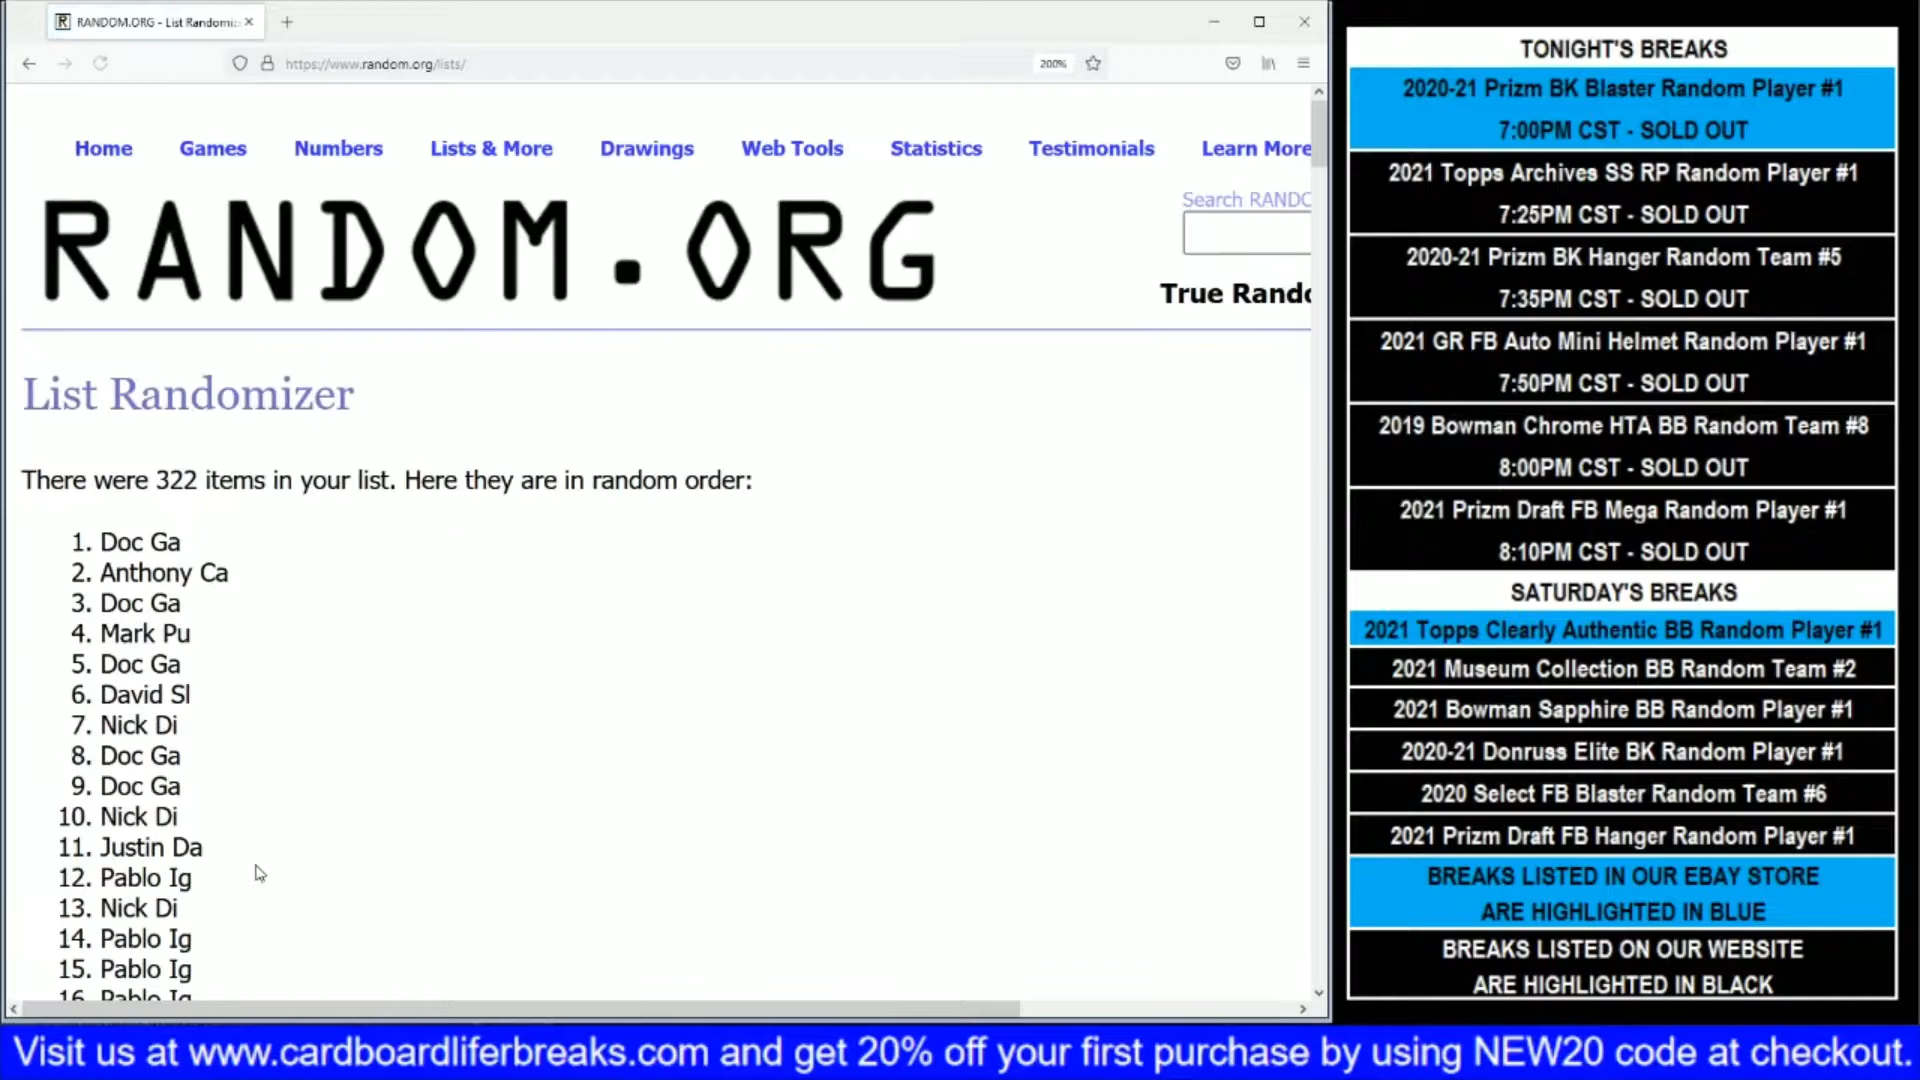 RANDOM.ORG - List Randomiz
https://www.random.org/lists/
200%
Home Games Numbers Lists & More Drawings Web Tools Statistics Testimonials Learn More
Search RANDO
RANDOM.ORG
True Rando
List Randomizer
There were 322 items in your list. Here they are in random order:
1. Doc Ga
2. Anthony Ca
3. Doc Ga
4. Mark Pu
5. Doc Ga
6. David Sl
7. Nick Di
8. Doc Ga
9. Doc Ga
10. Nick Di
11. Justin Da
12. Pablo Ig
13. Nick Di
14. Pablo Ig
15. Pablo Ig
16. Pablo Ig
TONIGHT'S BREAKS
2020-21 Prizm BK Blaster Random Player #1
7:00PM CST - SOLD OUT
2021 Topps Archives SS RP Random Player #1
7:25PM CST - SOLD OUT
2020-21 Prizm BK Hanger Random Team #5
7:35PM CST - SOLD OUT
2021 GR FB Auto Mini Helmet Random Player #1
7:50PM CST - SOLD OUT
2019 Bowman Chrome HTA BB Random Team #8
8:00PM CST - SOLD OUT
2021 Prizm Draft FB Mega Random Player #1
8:10PM CST - SOLD OUT
SATURDAY'S BREAKS
2021 Topps Clearly Authentic BB Random Player #1
2021 Museum Collection BB Random Team #2
2021 Bowman Sapphire BB Random Player #1
2020-21 Donruss Elite BK Random Player #1
2020 Select FB Blaster Random Team #6
2021 Prizm Draft FB Hanger Random Player #1
BREAKS LISTED IN OUR EBAY STORE
ARE HIGHLIGHTED IN BLUE
BREAKS LISTED ON OUR WEBSITE
ARE HIGHLIGHTED IN BLACK
Visit us at www.cardboardliferbreaks.com and get 20% off your first purchase by using NEW20 code at checkout.